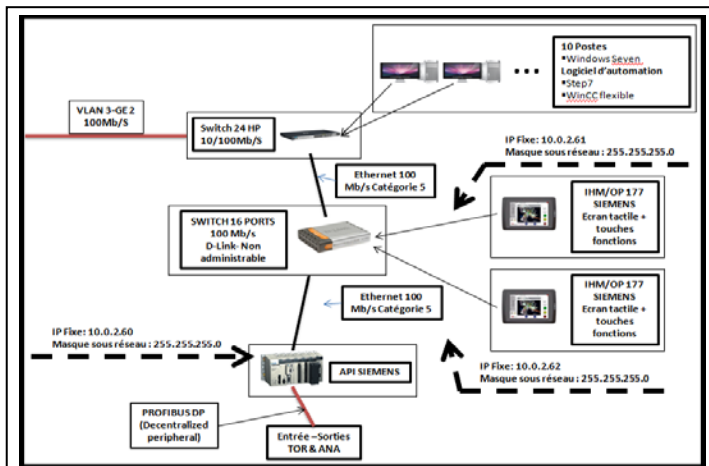 10 Postes
▪Windows Seven
Logiciel d'automation
▪Step7
▪WinCC flexible
VLAN 3-GE 2
100Mb/S
Switch 24 HP
10/100Mb/S
IP Fixe: 10.0.2.61
Masque sous réseau : 255.255.255.0
Ethernet 100
Mb/s Catégorie 5
IHM/OP 177
SIEMENS
Ecran tactile +
touches
fonctions
SWITCH 16 PORTS
100 Mb/s
D-Link- Non
administrable
IHM/OP 177
SIEMENS
Ecran tactile +
touches
fonctions
Ethernet 100
Mb/s Catégorie 5
IP Fixe: 10.0.2.60
Masque sous réseau : 255.255.255.0
API SIEMENS
IP Fixe: 10.0.2.62
Masque sous réseau : 255.255.255.0
PROFIBUS DP
(Decentralized
peripheral)
Entrée –Sorties
TOR & ANA